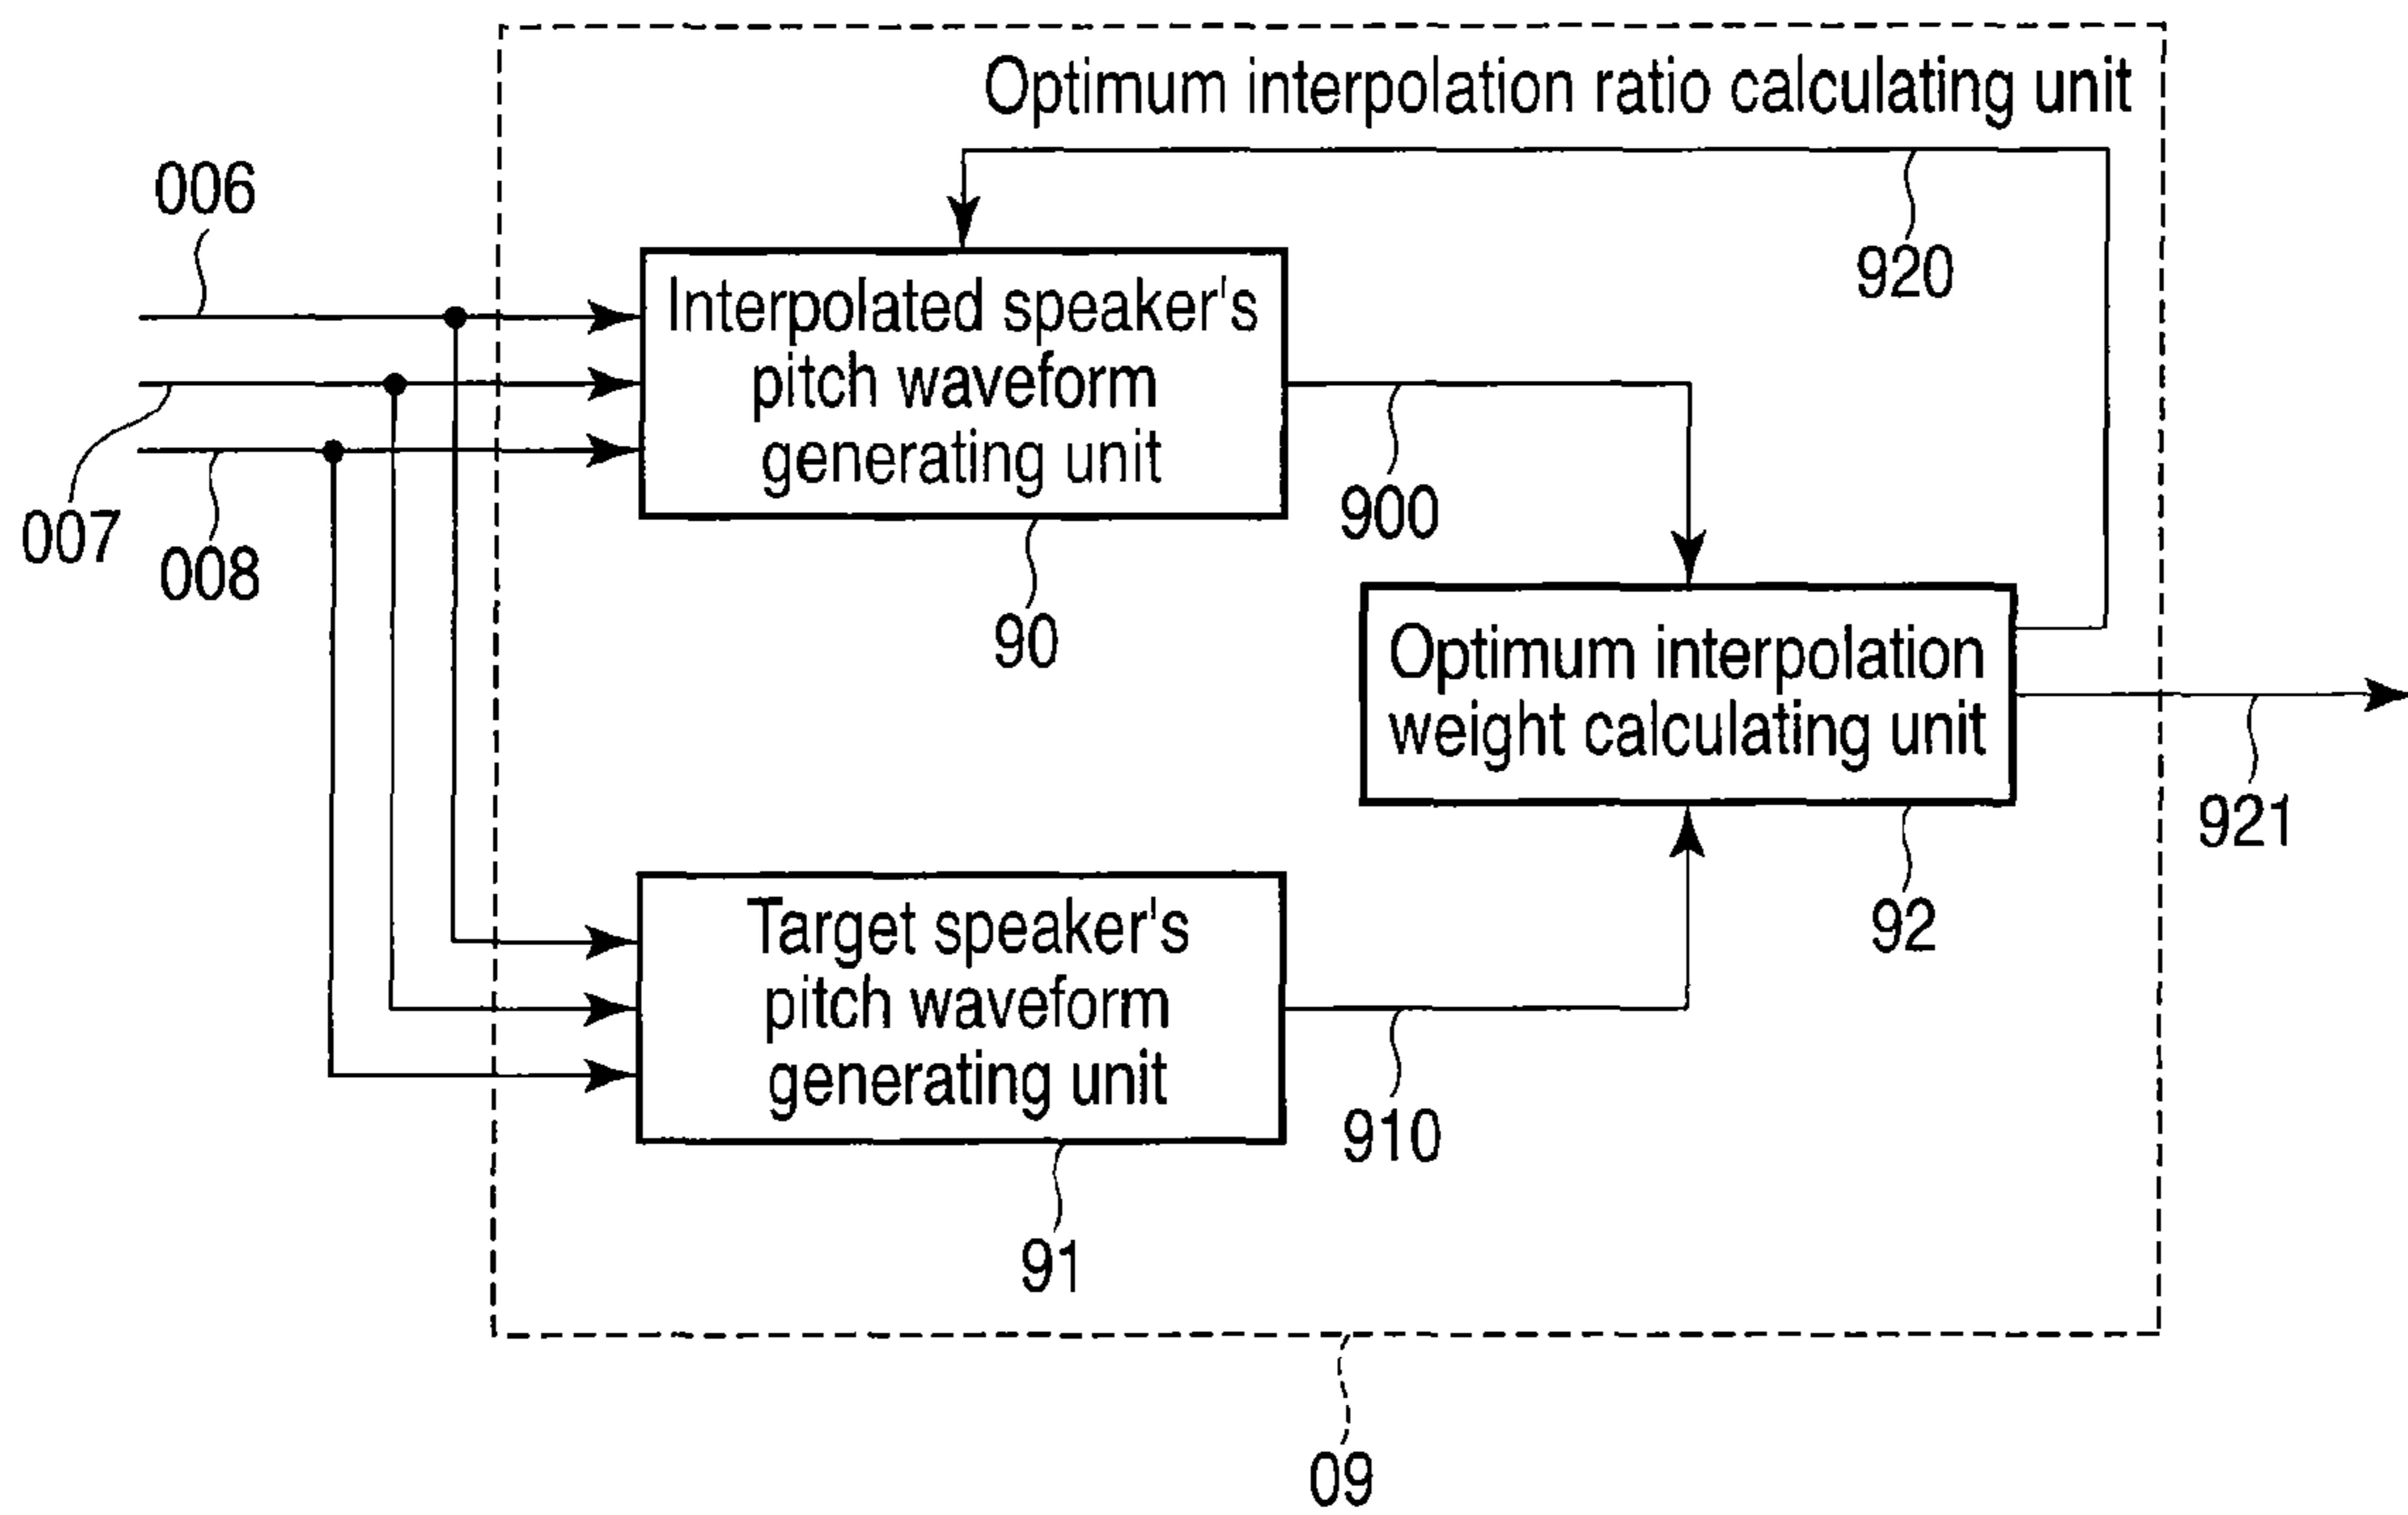 Optimum interpolation ratio calculating unit
006
920
Interpolated speaker's
pitch waveform
generating unit
007
008
900
90
Optimum interpolation
weight calculating unit
921
92
Target speaker's
pitch waveform
generating unit
910
91
09